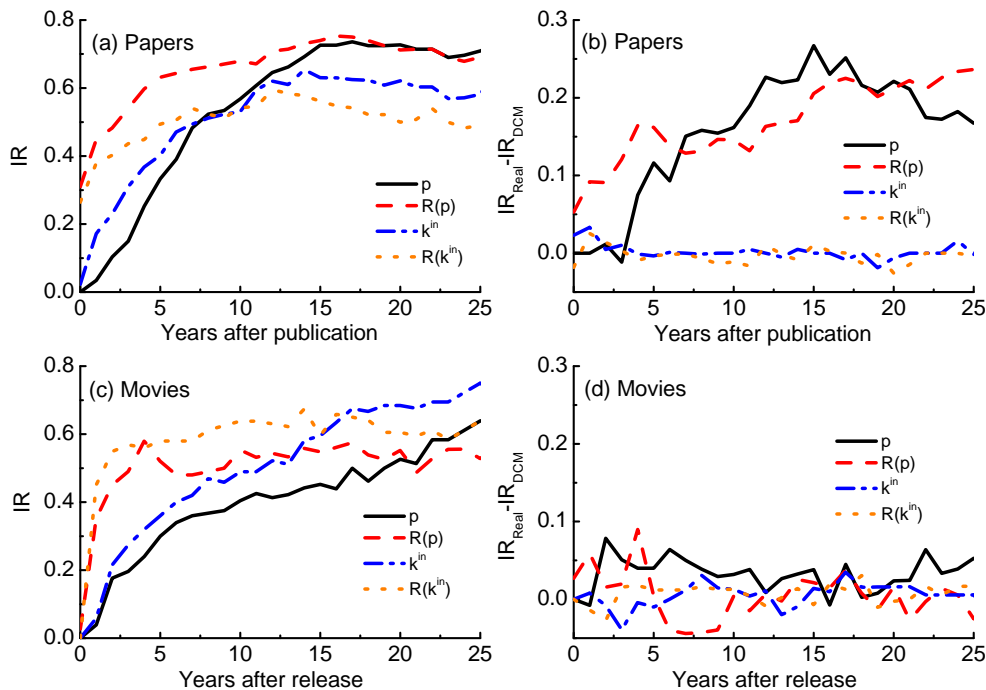 (a) Papers
IR
0.8
0.6
0.4
0.2
0.0
p
R(p)
k^in
R(k^in)
0 5 10 15 20 25
Years after publication
(b) Papers
IR_Real-IR_DCM
0.2
0.1
0.0
p
R(p)
k^in
R(k^in)
0 5 10 15 20 25
Years after publication
(c) Movies
IR
0.8
0.6
0.4
0.2
0.0
p
R(p)
k^in
R(k^in)
0 5 10 15 20 25
Years after release
(d) Movies
IR_Real-IR_DCM
0.2
0.1
0.0
p
R(p)
k^in
R(k^in)
0 5 10 15 20 25
Years after release